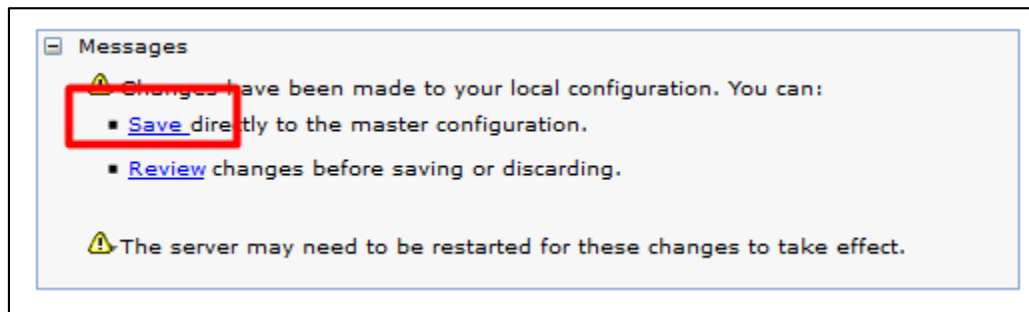 Messages
Changes have been made to your local configuration. You can:
Save directly to the master configuration.
Review changes before saving or discarding.
The server may need to be restarted for these changes to take effect.